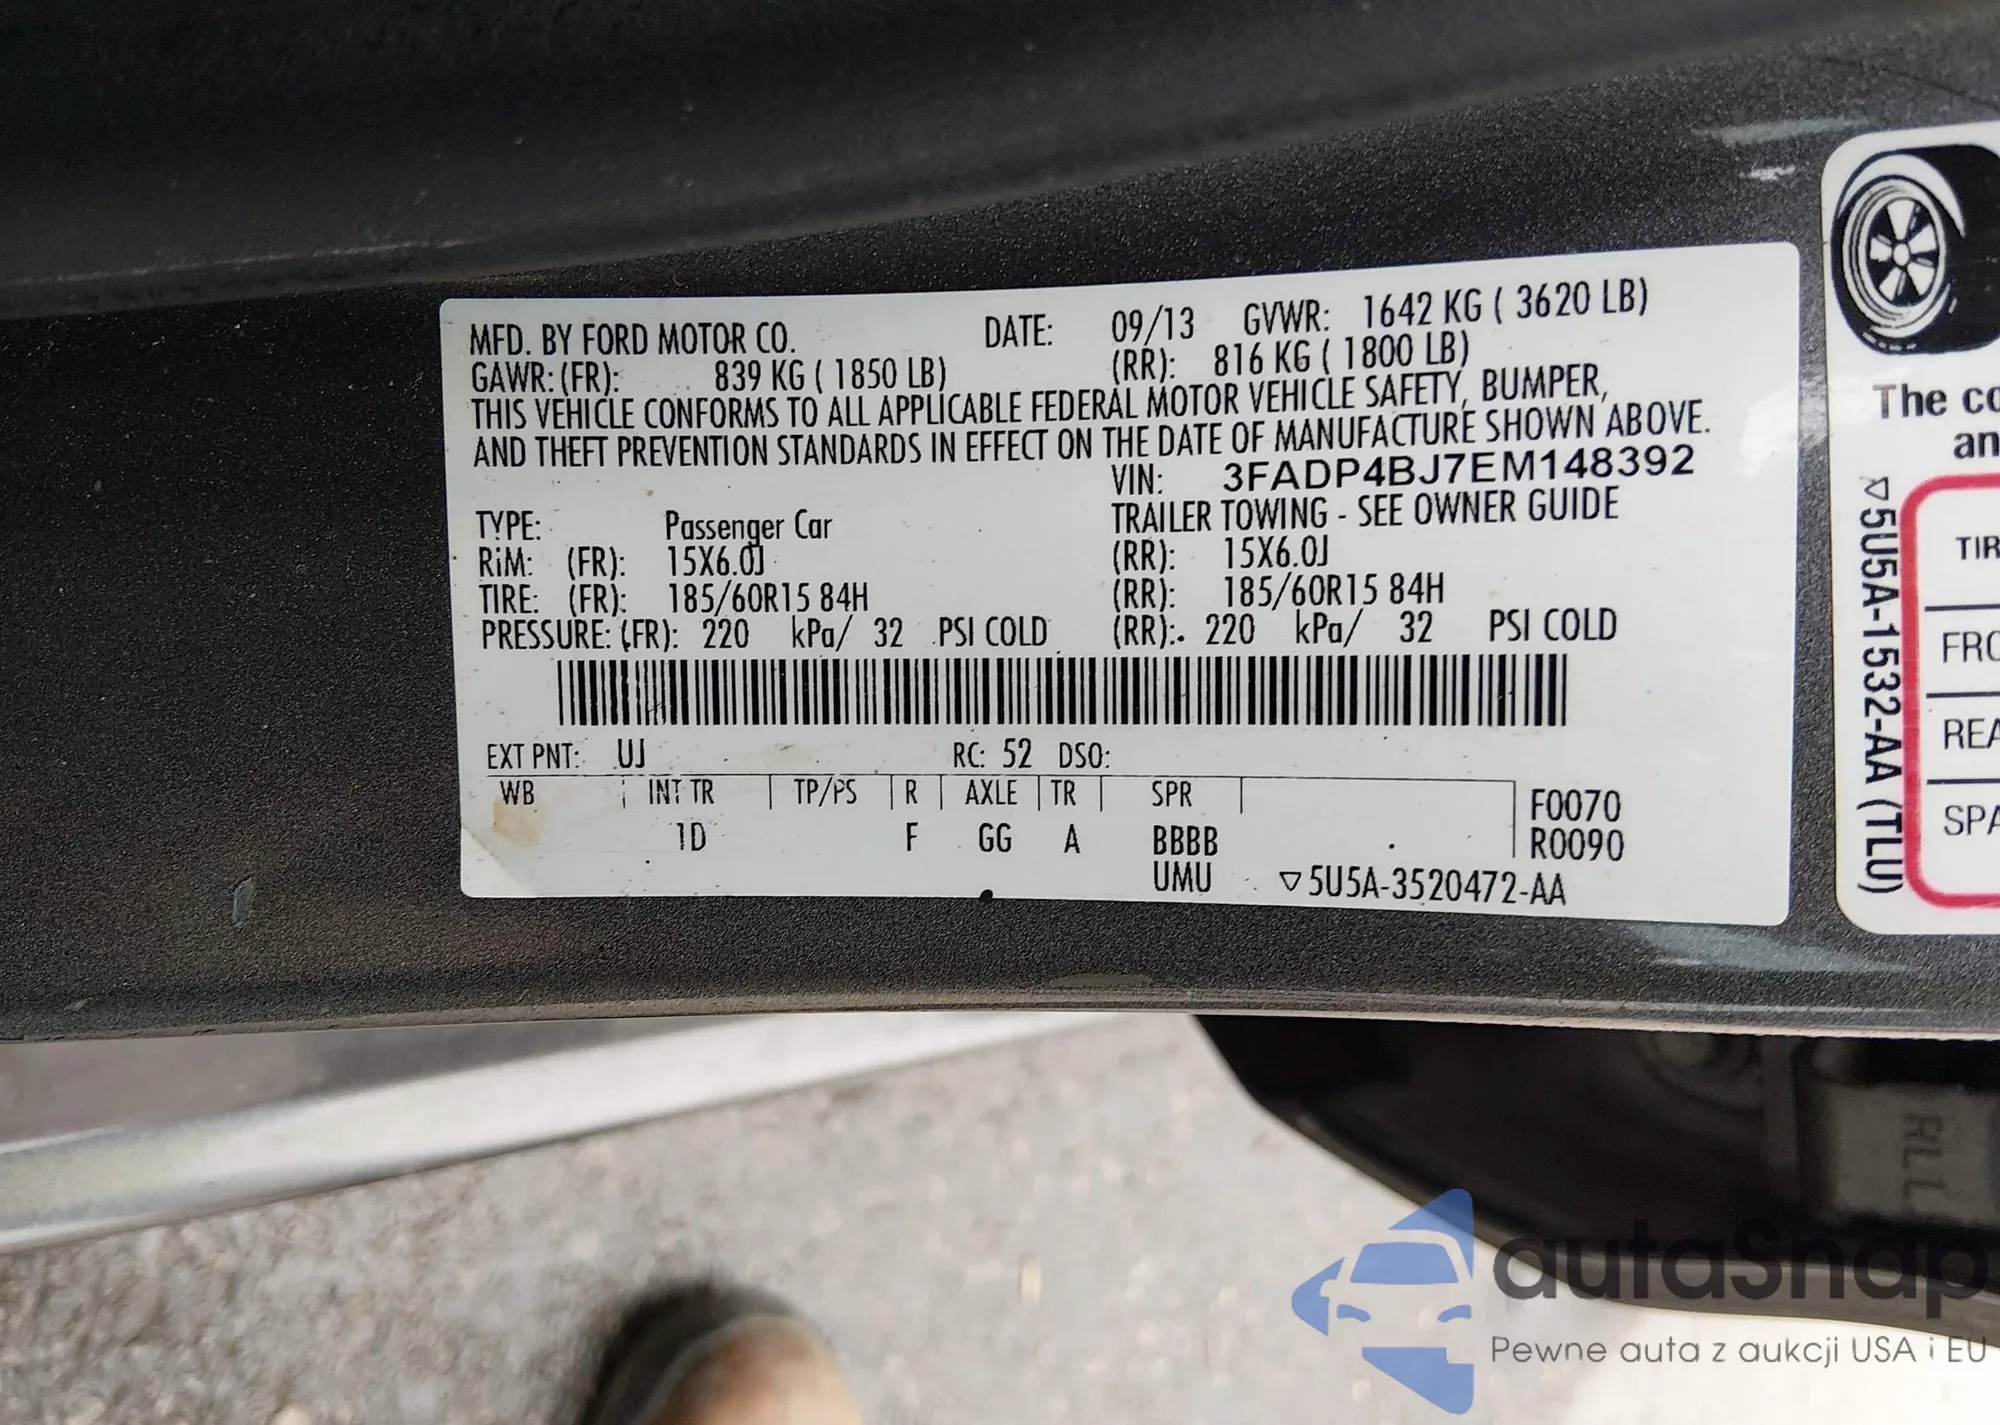 MFD. BY FORD MOTOR CO. DATE: 09/13 GVWR: 1642 KG ( 3620 LB)
GAWR: (FR): 839 KG ( 1850 LB) (RR): 816 KG ( 1800 LB)
THIS VEHICLE CONFORMS TO ALL APPLICABLE FEDERAL MOTOR VEHICLE SAFETY, BUMPER,
AND THEFT PREVENTION STANDARDS IN EFFECT ON THE DATE OF MANUFACTURE SHOWN ABOVE.
VIN: 3FADP4BJ7EM148392
TYPE: Passenger Car TRAILER TOWING - SEE OWNER GUIDE
RIM: (FR): 15X6.0J (RR): 15X6.0J
TIRE: (FR): 185/60R15 84H (RR): 185/60R15 84H
PRESSURE: (FR): 220 kPa/ 32 PSI COLD (RR): 220 kPa/ 32 PSI COLD
EXT PNT: UJ RC: 52 DSO:
WB INT TR TP/PS R AXLE TR SPR F0070
1D F GG A BBBB R0090
UMU ▽5U5A-3520472-AA
The co
an
▽5U5A-1532-AA (TLU)
TIR
FRO
REA
SPA
RLL
autaSnap
Pewne auta z aukcji USA i EU